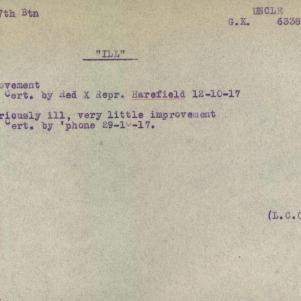 7th Btn
UNCLE
G.K. 6338
"ILL"
ovement
Cert. by Red X Repr. Harefield 12-10-17
riously ill, very little improvement
Cert. by 'phone 29-10-17.
(L.C.C